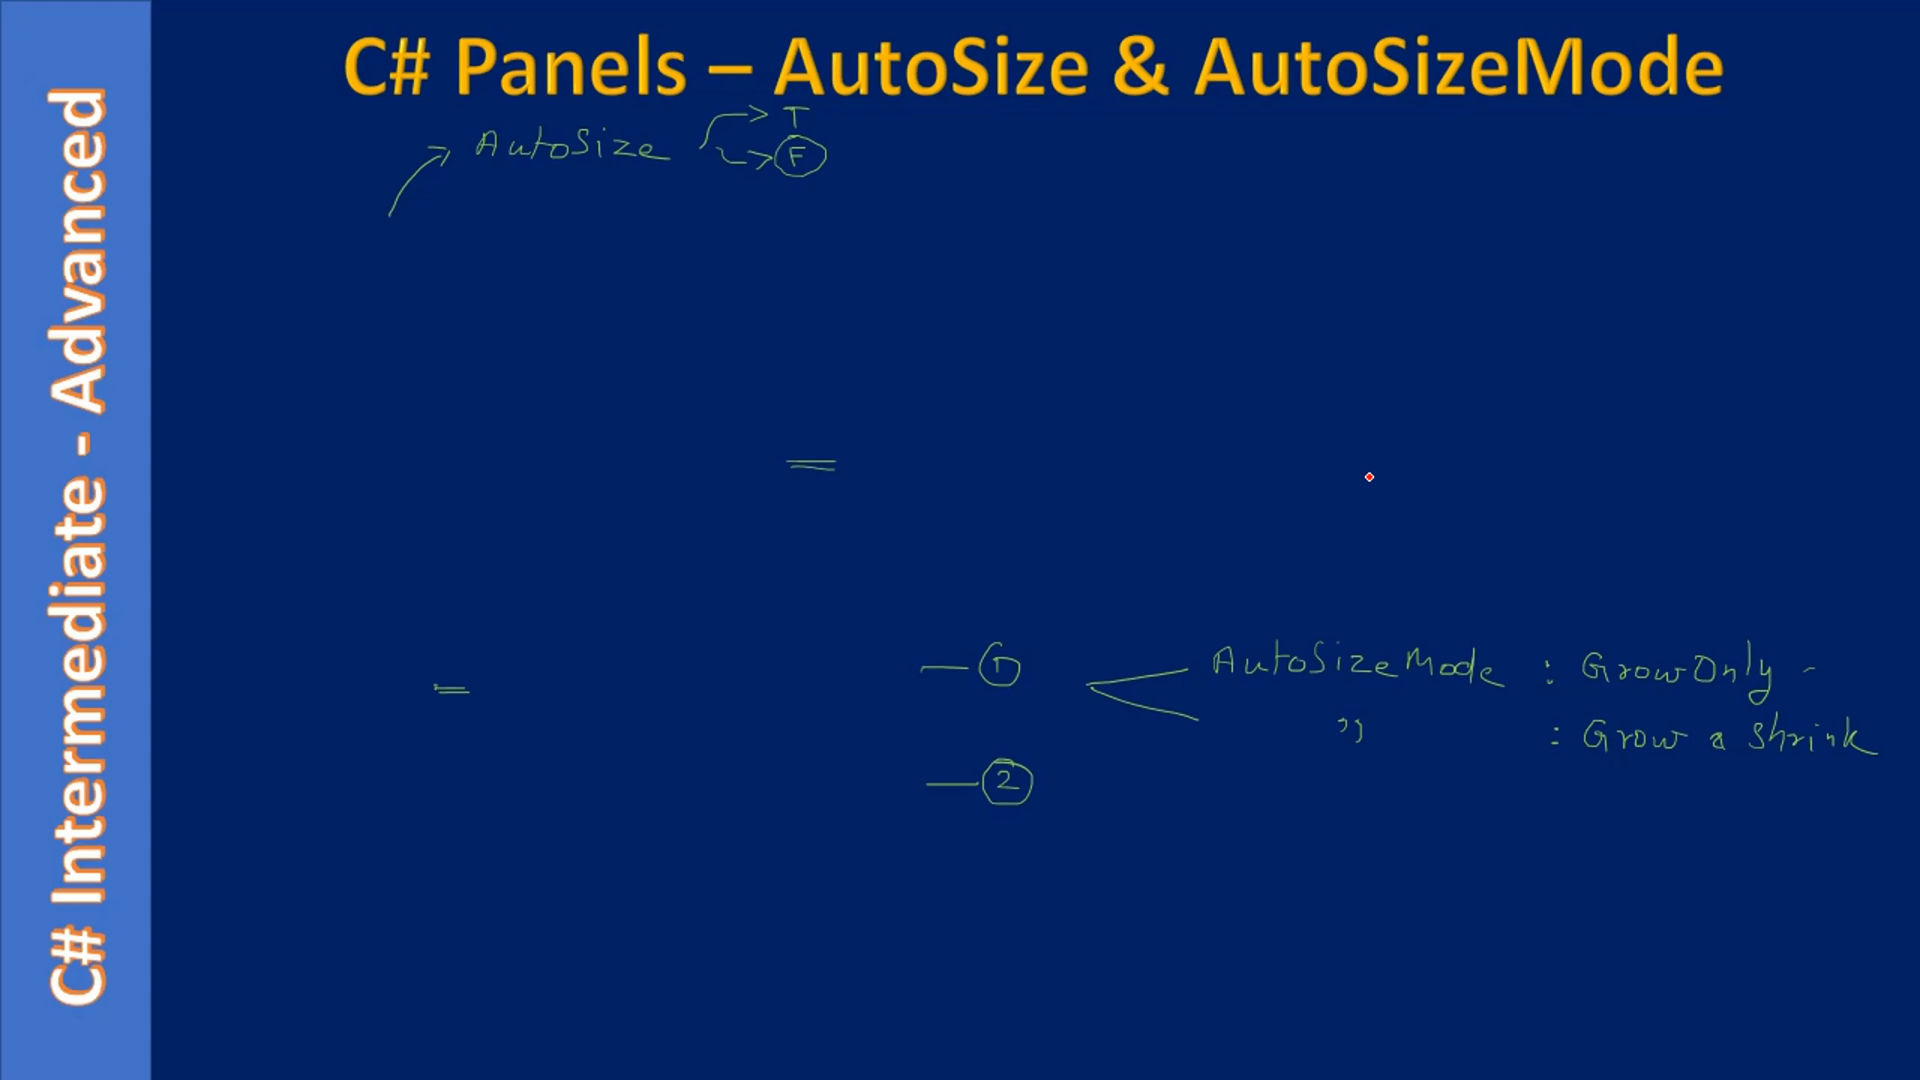 C# Intermediate - Advanced
C# Panels – AutoSize & AutoSizeMode
AutoSize
T
F
1
AutoSizeMode : GrowOnly -
" : Grow a Shrink
2